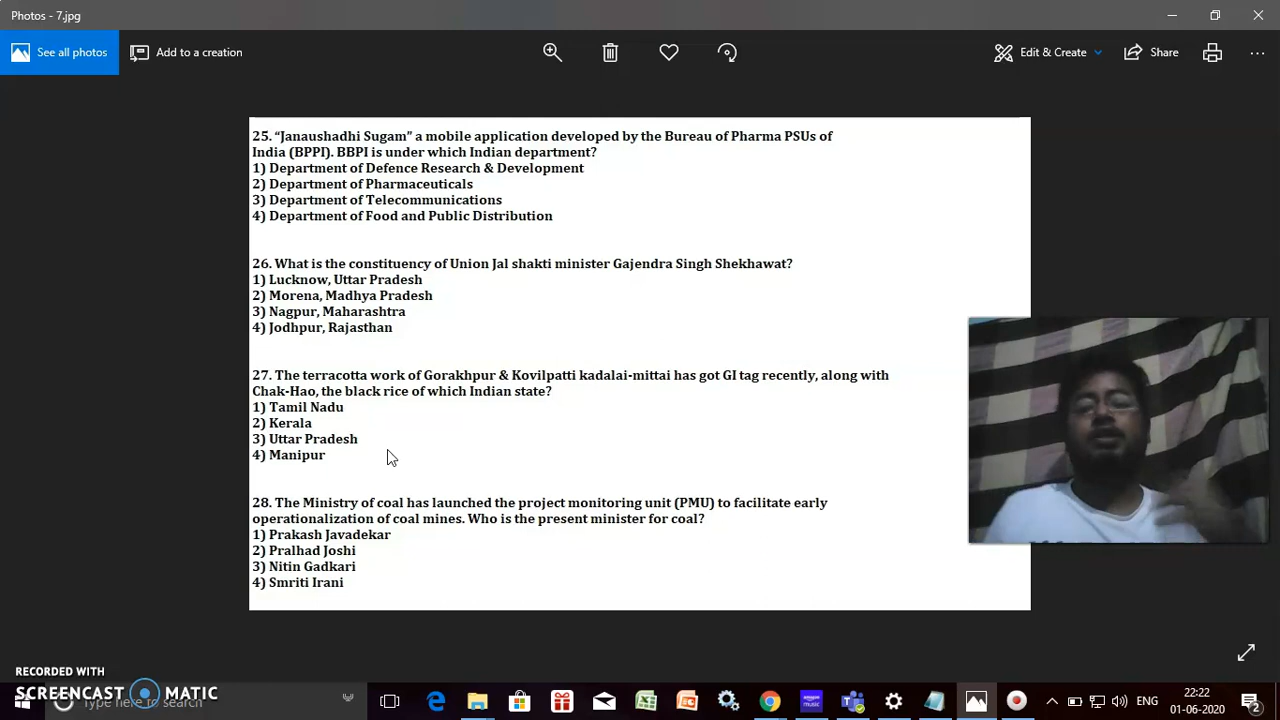 Photos - 7.jpg
See all photos
Add to a creation
Edit & Create
Share
25. “Janaushadhi Sugam” a mobile application developed by the Bureau of Pharma PSUs of
India (BPPI). BBPI is under which Indian department?
1) Department of Defence Research & Development
2) Department of Pharmaceuticals
3) Department of Telecommunications
4) Department of Food and Public Distribution
26. What is the constituency of Union Jal shakti minister Gajendra Singh Shekhawat?
1) Lucknow, Uttar Pradesh
2) Morena, Madhya Pradesh
3) Nagpur, Maharashtra
4) Jodhpur, Rajasthan
27. The terracotta work of Gorakhpur & Kovilpatti kadalai-mittai has got GI tag recently, along with
Chak-Hao, the black rice of which Indian state?
1) Tamil Nadu
2) Kerala
3) Uttar Pradesh
4) Manipur
28. The Ministry of coal has launched the project monitoring unit (PMU) to facilitate early
operationalization of coal mines. Who is the present minister for coal?
1) Prakash Javadekar
2) Pralhad Joshi
3) Nitin Gadkari
4) Smriti Irani
RECORDED WITH
SCREENCAST MATIC
Type here to search
amazon music
ENG
22:22
01-06-2020
2